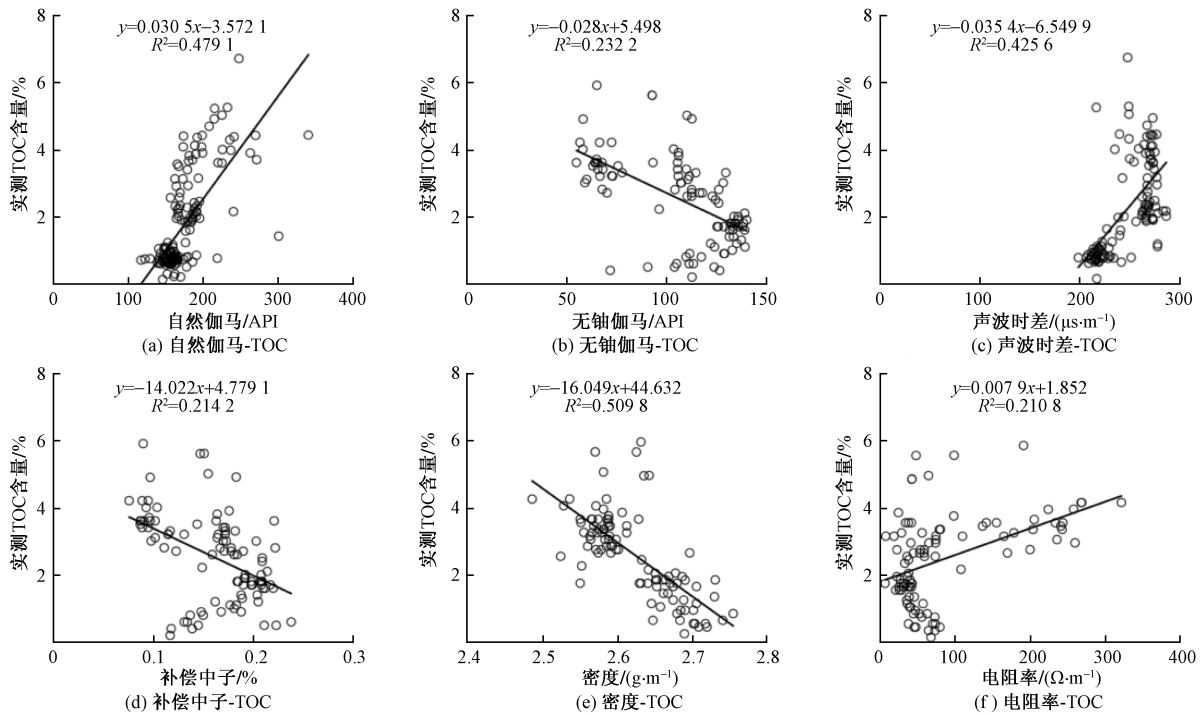 y=0.030 5x−3.572 1
R²=0.479 1
实测TOC含量/%
8
6
4
2
0
100
200
300
400
自然伽马/API
(a) 自然伽马-TOC
y=−0.028x+5.498
R²=0.232 2
实测TOC含量/%
8
6
4
2
0
50
100
150
无铀伽马/API
(b) 无铀伽马-TOC
y=−0.035 4x−6.549 9
R²=0.425 6
实测TOC含量/%
8
6
4
2
0
200
300
声波时差/(μs·m⁻¹)
(c) 声波时差-TOC
y=−14.022x+4.779 1
R²=0.214 2
实测TOC含量/%
8
6
4
2
0
0.1
0.2
0.3
补偿中子/%
(d) 补偿中子-TOC
y=−16.049x+44.632
R²=0.509 8
实测TOC含量/%
8
6
4
2
2.4
2.5
2.6
2.7
2.8
密度/(g·m⁻¹)
(e) 密度-TOC
y=0.007 9x+1.852
R²=0.210 8
实测TOC含量/%
8
6
4
2
0
100
200
300
400
电阻率/(Ω·m⁻¹)
(f) 电阻率-TOC